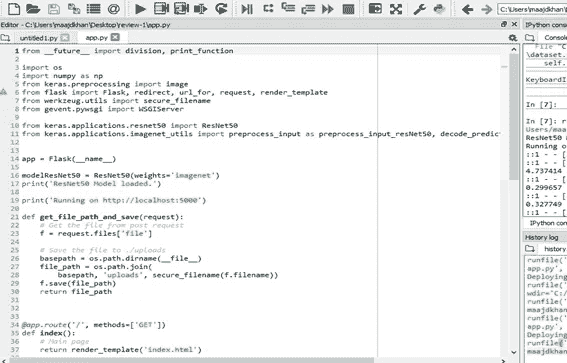 C:\Users\maajdkhan\
Editor - C:\Users\maajdkhan\Desktop\review-1\app.py
untitled1.py
app.py
1 from __future__ import division, print_function
2
3 import os
4 import numpy as np
5 from keras.preprocessing import image
6 from flask import Flask, redirect, url_for, request, render_template
7 from werkzeug.utils import secure_filename
8 from gevent.pywsgi import WSGIServer
9
10 from keras.applications.resnet50 import ResNet50
11 from keras.applications.imagenet_utils import preprocess_input as preprocess_input_resNet50, decode_predic
12
13
14 app = Flask(__name__)
15
16 modelResNet50 = ResNet50(weights='imagenet')
17 print('ResNet50 Model loaded.')
18
19 print('Running on http://localhost:5000')
20
21 def get_file_path_and_save(request):
22 # Get the file from post request
23 f = request.files['file']
24
25 # Save the file to ./uploads
26 basepath = os.path.dirname(__file__)
27 file_path = os.path.join(
28 basepath, 'uploads', secure_filename(f.filename))
29 f.save(file_path)
30 return file_path
31
32
33
34 @app.route('/', methods=['GET'])
35 def index():
36 # Main page
37 return render_template('index.html')
IPython console
Console
File "C
\dataset.
self.
KeyboardI
In [7]:
In [7]: r
Users/maa
ResNet50 M
Running on
::1 - - [
4.737414
::1 - - [
0.299657
::1 - - [
0.327749
::1 - - [
IPython consol
History log
history
runfile('
app.py',
Deploying
runfile('
wdir='C:/
maajdkhan
runfile('
app.py',
Deploying
runfile('
maajdkhan